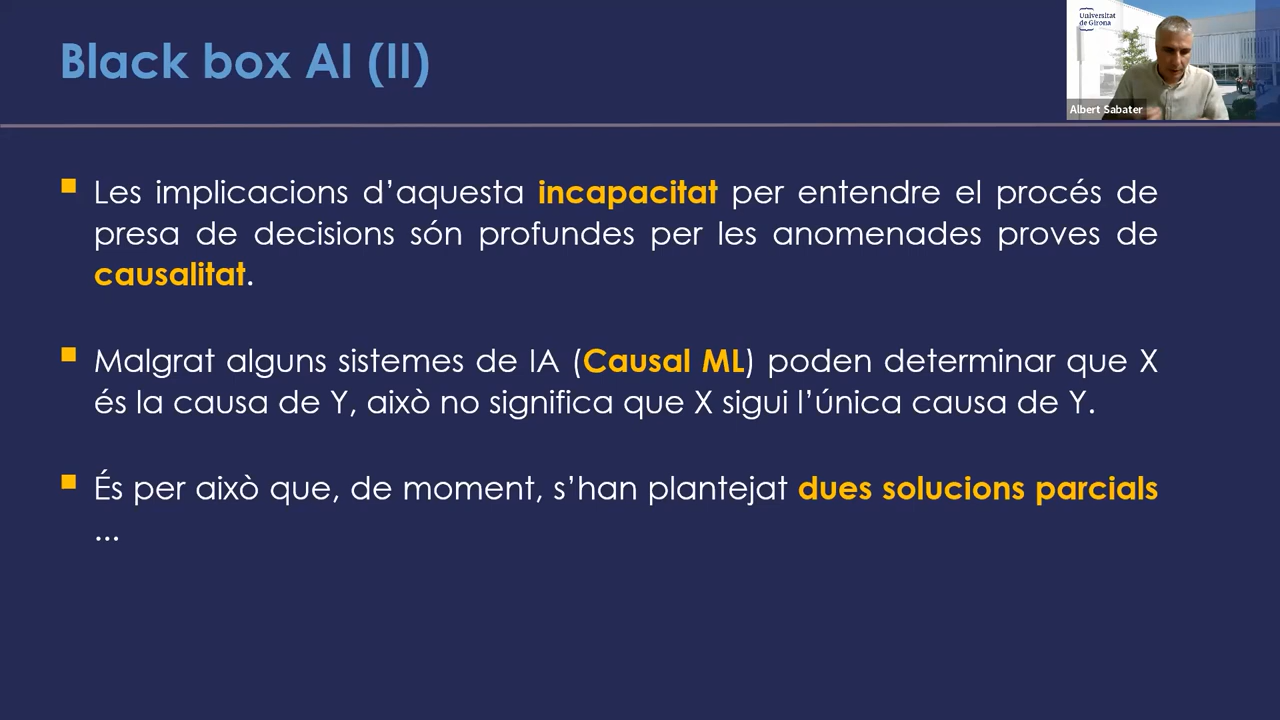 Black box AI (II)
Universitat
de Girona
Albert Sabater
Les implicacions d’aquesta incapacitat per entendre el procés de
presa de decisions són profundes per les anomenades proves de
causalitat.
Malgrat alguns sistemes de IA (Causal ML) poden determinar que X
és la causa de Y, això no significa que X sigui l’única causa de Y.
És per això que, de moment, s’han plantejat dues solucions parcials
...